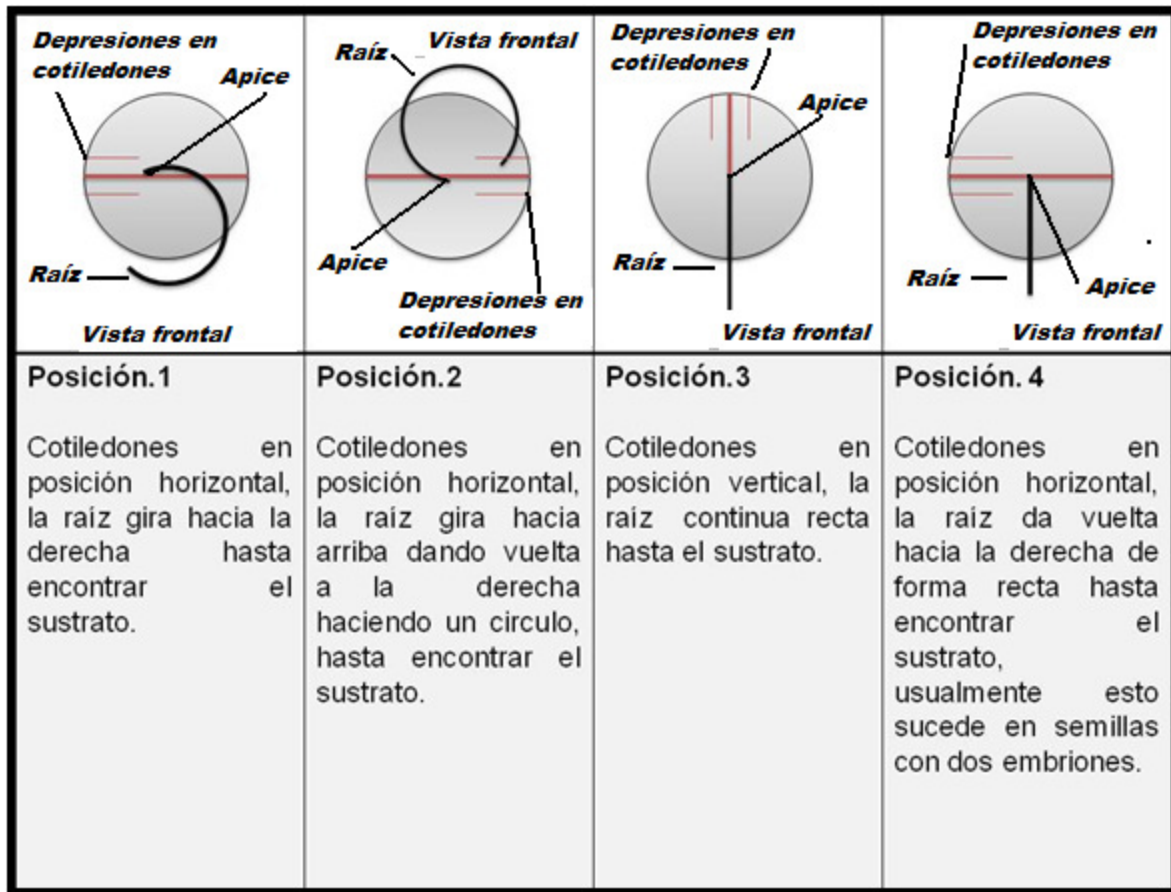 Depresiones en
cotiledones
Apice
Raíz
Vista frontal
Raíz
Vista frontal
Apice
Depresiones en
cotiledones
Depresiones en
cotiledones
Apice
Raíz
Vista frontal
Depresiones en
cotiledones
Raíz
Apice
Vista frontal
Posición.1
Cotiledones en
posición horizontal,
la raíz gira hacia la
derecha hasta
encontrar el
sustrato.
Posición.2
Cotiledones en
posición horizontal,
la raíz gira hacia
arriba dando vuelta
a la derecha
haciendo un circulo,
hasta encontrar el
sustrato.
Posición.3
Cotiledones en
posición vertical, la
raíz continua recta
hasta el sustrato.
Posición. 4
Cotiledones en
posición horizontal,
la raíz da vuelta
hacia la derecha de
forma recta hasta
encontrar el
sustrato,
usualmente esto
sucede en semillas
con dos embriones.